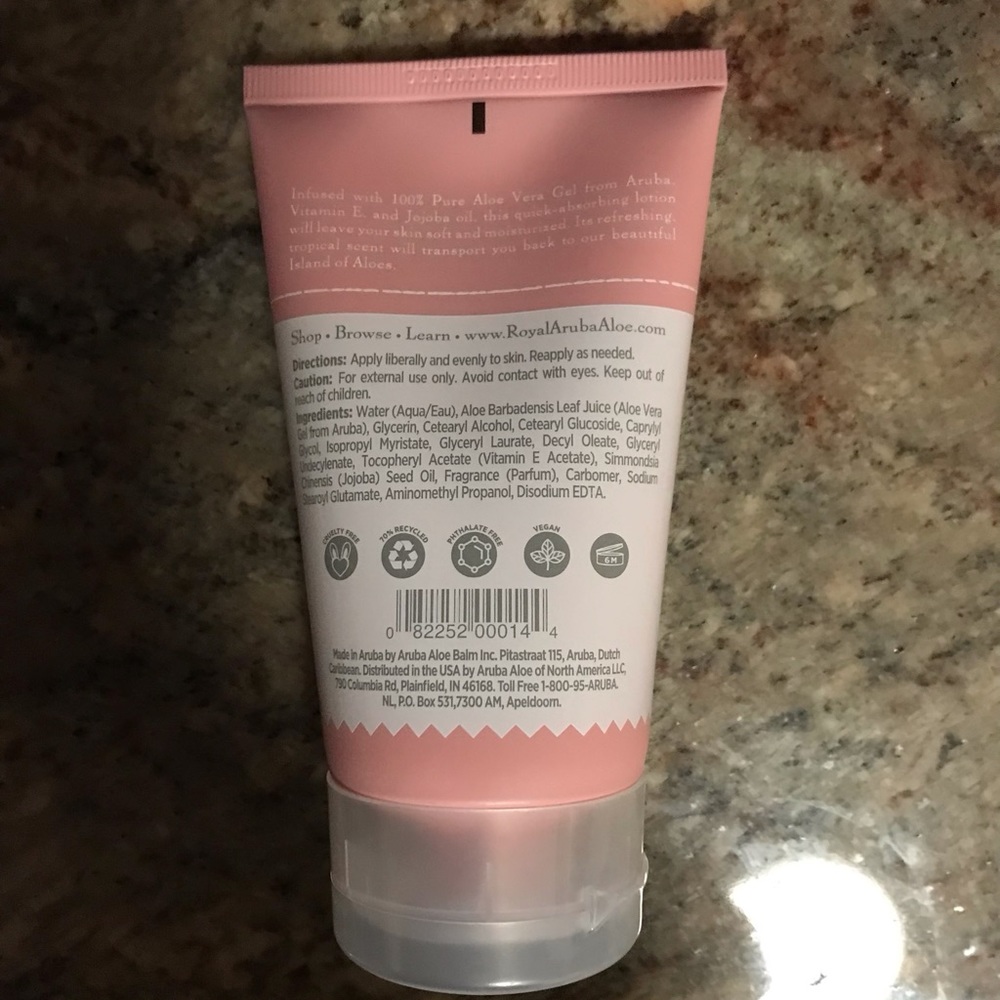 Infused with 100% Pure Aloe Vera Gel from Aruba,
Vitamin E, and Jojoba oil, this quick-absorbing lotion
will leave your skin soft and moisturized. Its refreshing,
tropical scent will transport you back to our beautiful
Island of Aloes.
Shop • Browse • Learn • www.RoyalArubaAloe.com
Directions: Apply liberally and evenly to skin. Reapply as needed.
Caution: For external use only. Avoid contact with eyes. Keep out of
reach of children.
Ingredients: Water (Aqua/Eau), Aloe Barbadensis Leaf Juice (Aloe Vera
Gel from Aruba), Glycerin, Cetearyl Alcohol, Cetearyl Glucoside, Caprylyl
Glycol, Isopropyl Myristate, Glyceryl Laurate, Decyl Oleate, Glyceryl
Undecylenate, Tocopheryl Acetate (Vitamin E Acetate), Simmondsia
Chinensis (Jojoba) Seed Oil, Fragrance (Parfum), Carbomer, Sodium
Stearoyl Glutamate, Aminomethyl Propanol, Disodium EDTA.
CRUELTY FREE 70% RECYCLED PHTHALATE FREE VEGAN 6M
0 82252 00014 4
Made in Aruba by Aruba Aloe Balm Inc. Pitastraat 115, Aruba, Dutch
Caribbean. Distributed in the USA by Aruba Aloe of North America LLC,
790 Columbia Rd, Plainfield, IN 46168. Toll Free 1-800-95-ARUBA.
NL, P.O. Box 531,7300 AM, Apeldoorn.